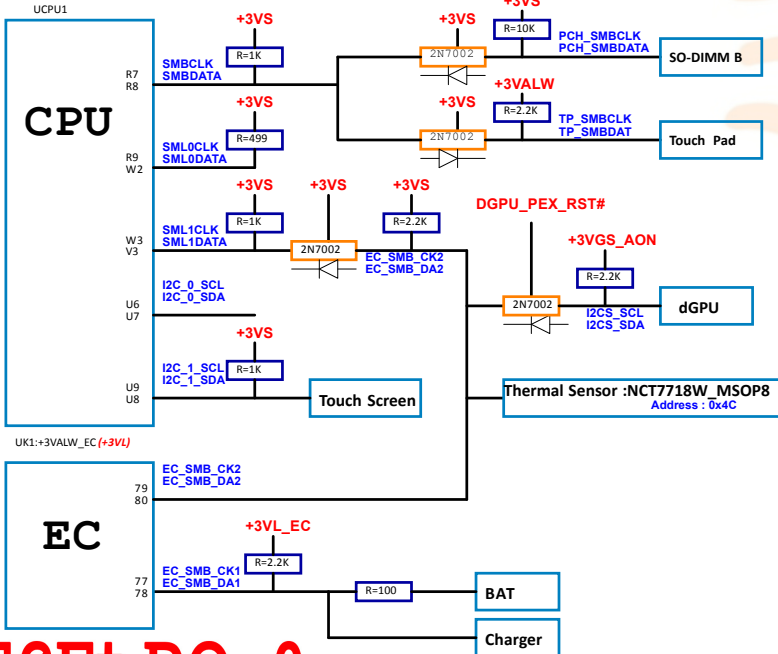 UCPU1
+3VS
+3VS
+3VS
R=1K
2N7002
R=10K
PCH_SMBCLK
PCH_SMBDATA
SO-DIMM B
R7
R8
SMBCLK
SMBDATA
CPU
+3VS
+3VS
+3VALW
R=499
2N7002
R=2.2K
TP_SMBCLK
TP_SMBDAT
Touch Pad
R9
W2
SML0CLK
SML0DATA
+3VS
+3VS
+3VS
DGPU_PEX_RST#
R=1K
R=2.2K
W3
V3
SML1CLK
SML1DATA
2N7002
EC_SMB_CK2
EC_SMB_DA2
+3VGS_AON
R=2.2K
I2C_0_SCL
I2C_0_SDA
U6
U7
2N7002
I2CS_SCL
I2CS_SDA
dGPU
+3VS
I2C_1_SCL
I2C_1_SDA
R=1K
U9
U8
Touch Screen
Thermal Sensor :NCT7718W_MSOP8
Address : 0x4C
UK1:+3VALW_EC(+3VL)
EC_SMB_CK2
EC_SMB_DA2
79
80
EC
+3VL_EC
R=2.2K
EC_SMB_CK1
EC_SMB_DA1
77
78
R=100
BAT
Charger